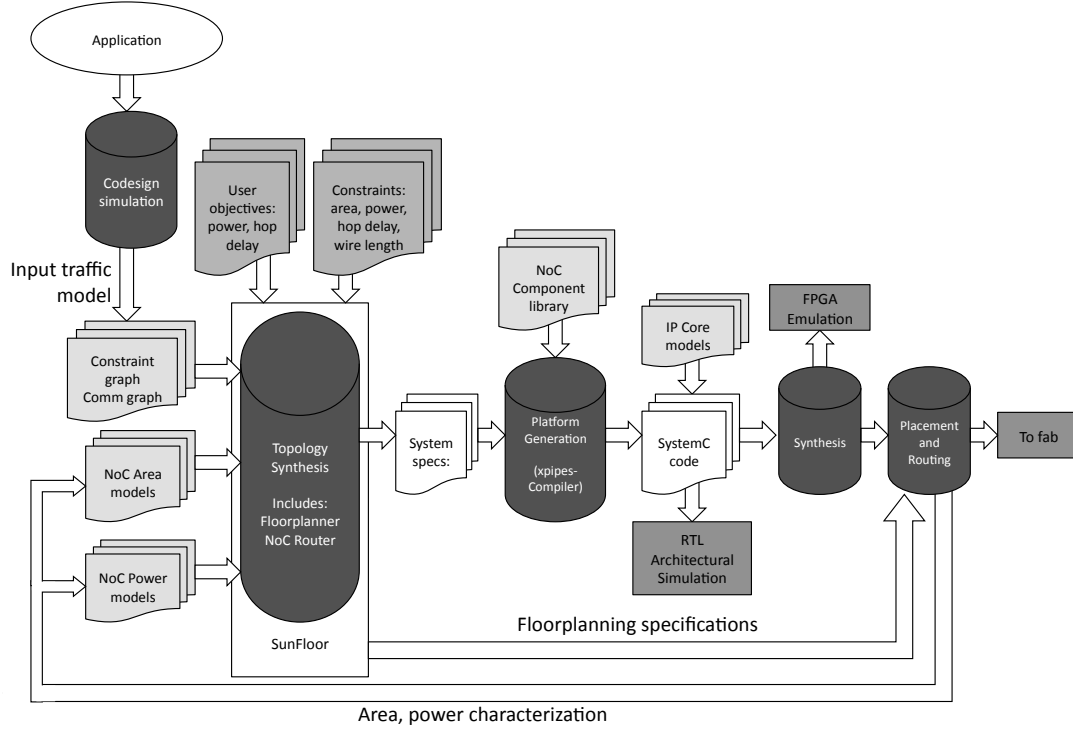 Application
Codesign
simulation
Input traffic
model
User
objectives:
power, hop
delay
Constraints:
area, power,
hop delay,
wire length
NoC
Component
library
IP Core
models
FPGA
Emulation
Constraint
graph
Comm graph
NoC Area
models
NoC Power
models
Topology
Synthesis
Includes:
Floorplanner
NoC Router
SunFloor
System
specs:
Platform
Generation
(xpipes-
Compiler)
SystemC
code
RTL
Architectural
Simulation
Synthesis
Placement
and
Routing
To fab
Floorplanning specifications
Area, power characterization